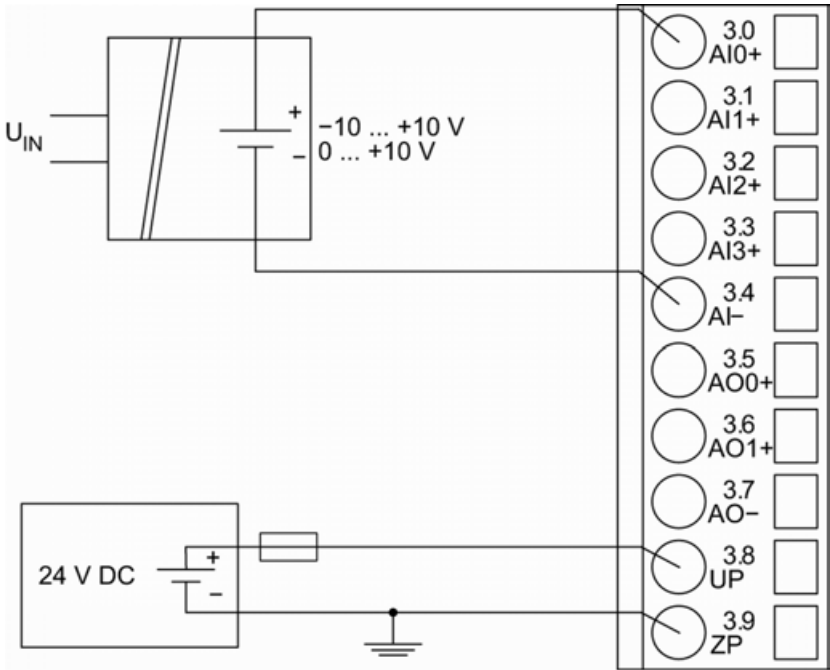 U_IN
+
−
−10 ... +10 V
0 ... +10 V
24 V DC
+
−
3.0
AI0+
3.1
AI1+
3.2
AI2+
3.3
AI3+
3.4
AI−
3.5
AO0+
3.6
AO1+
3.7
AO−
3.8
UP
3.9
ZP